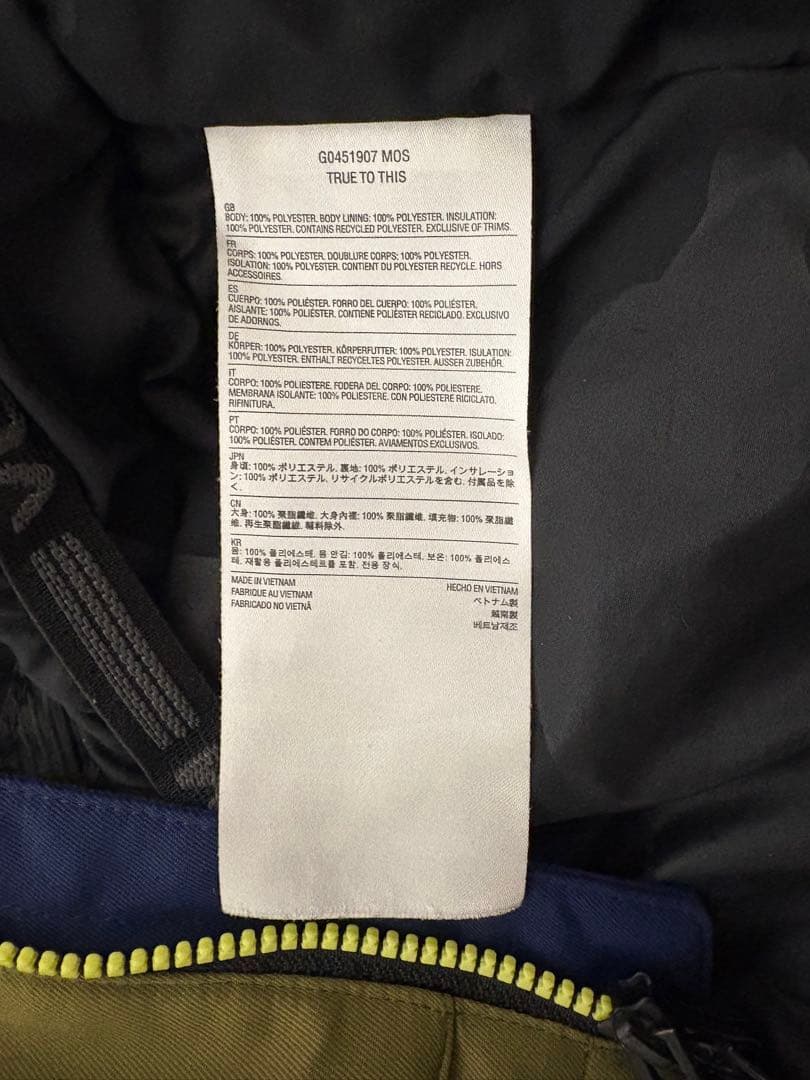 G0451907 MOS
TRUE TO THIS
GB
BODY: 100% POLYESTER. BODY LINING: 100% POLYESTER. INSULATION:
100% POLYESTER. CONTAINS RECYCLED POLYESTER. EXCLUSIVE OF TRIMS.
FR
CORPS: 100% POLYESTER. DOUBLURE CORPS: 100% POLYESTER.
ISOLATION: 100% POLYESTER. CONTIENT DU POLYESTER RECYCLE. HORS
ACCESSOIRES.
ES
CUERPO: 100% POLIÉSTER. FORRO DEL CUERPO: 100% POLIÉSTER.
AISLANTE: 100% POLIÉSTER. CONTIENE POLIÉSTER RECICLADO. EXCLUSIVO
DE ADORNOS.
DE
KÖRPER: 100% POLYESTER. KÖRPERFUTTER: 100% POLYESTER. ISULATION:
100% POLYESTER. ENTHALT RECYCELTES POLYESTER. AUSSER ZUBEHÖR.
IT
CORPO: 100% POLIESTERE. FODERA DEL CORPO: 100% POLIESTERE.
MEMBRANA ISOLANTE: 100% POLIESTERE. CON POLIESTERE RICICLATO.
RIFINITURA.
PT
CORPO: 100% POLIÉSTER. FORRO DO CORPO: 100% POLIÉSTER. ISOLADO:
100% POLIÉSTER. CONTEM POLIÉSTER. AVIAMENTOS EXCLUSIVOS.
JPN
身頃: 100% ポリエステル. 裏地: 100% ポリエステル. インサレーショ
ン: 100% ポリエステル. リサイクルポリエステルを含む. 付属品を除
く.
CN
大身: 100% 聚脂纖維. 大身內裡: 100% 聚脂纖維. 填充物: 100% 聚脂纖
維. 再生聚脂纖維. 輔料除外.
KR
몸: 100% 폴리에스테. 몸 안감: 100% 폴리에스테. 보온: 100% 폴리에스
테. 재활용 폴리에스테르를 포함. 전용 장식.
MADE IN VIETNAM
FABRIQUE AU VIETNAM
FABRICADO NO VIETNÃ
HECHO EN VIETNAM
ベトナム製
越南製
베트남제조